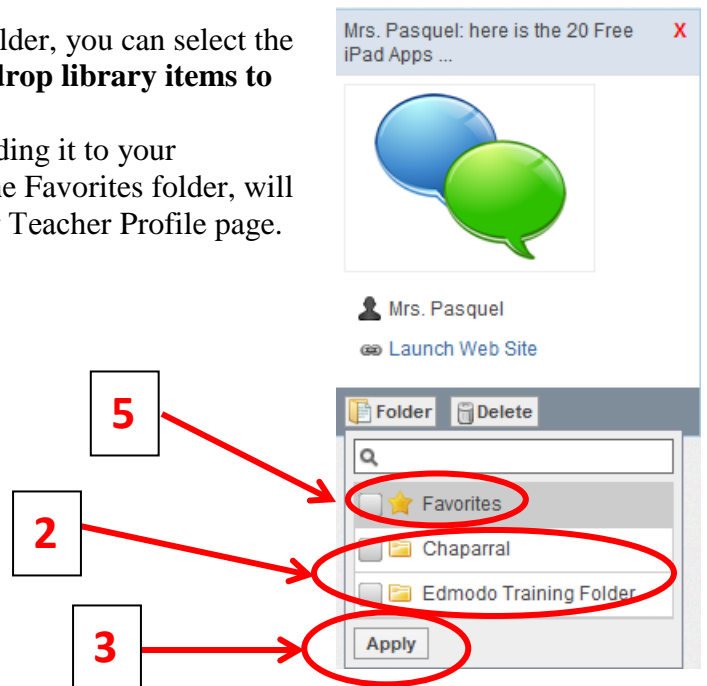 older, you can select the
drop library items to
ding it to your
e Favorites folder, will
Teacher Profile page.
Mrs. Pasquel: here is the 20 Free X
iPad Apps ...
Mrs. Pasquel
Launch Web Site
Folder Delete
5
Favorites
2
Chaparral
Edmodo Training Folder
3
Apply